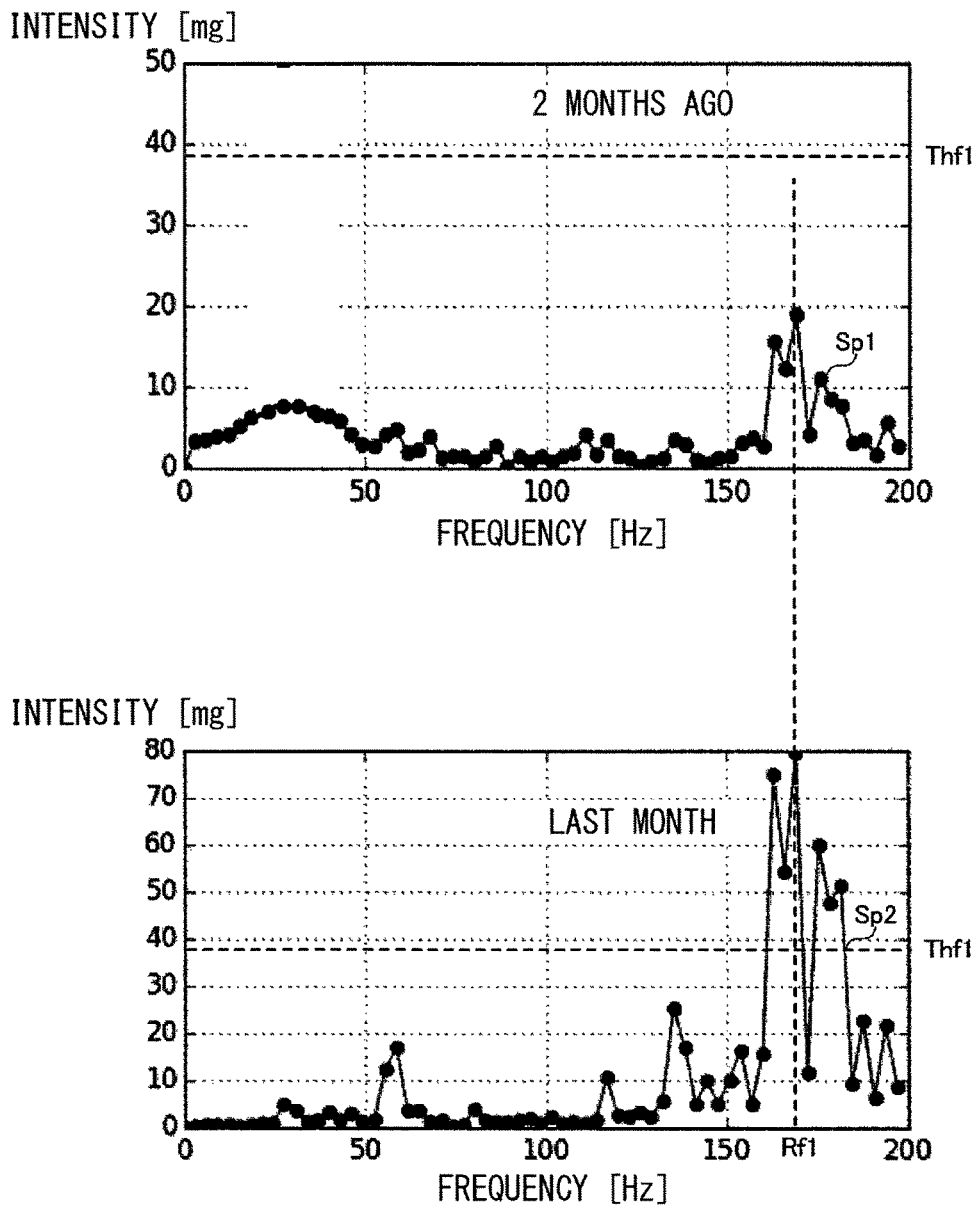 INTENSITY [mg]
50
2 MONTHS AGO
40
Thf1
30
20
Sp1
10
0
0 50 100 150 200
FREQUENCY [Hz]
INTENSITY [mg]
80
70
LAST MONTH
60
50
Sp2
40
Thf1
30
20
10
0
0 50 100 150 Rf1 200
FREQUENCY [Hz]